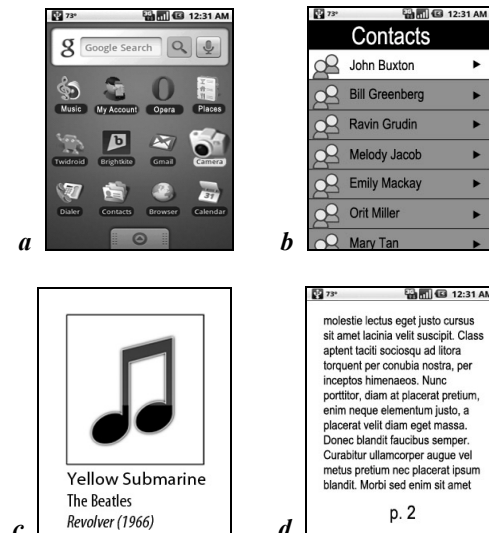 73° 3G 12:31 AM
g Google Search
Music My Account Opera Places
Twidroid Brightkite Gmail Camera
31
Dialer Contacts Browser Calendar
a
73° 3G 12:31 AM
Contacts
John Buxton
Bill Greenberg
Ravin Grudin
Melody Jacob
Emily Mackay
Orit Miller
Mary Tan
b
Yellow Submarine
The Beatles
Revolver (1966)
c
73° 3G 12:31 AM
molestie lectus eget justo cursus
sit amet lacinia velit suscipit. Class
aptent taciti sociosqu ad litora
torquent per conubia nostra, per
inceptos himenaeos. Nunc
porttitor, diam at placerat pretium,
enim neque elementum justo, a
placerat velit diam eget massa.
Donec blandit faucibus semper.
Curabitur ullamcorper augue vel
metus pretium nec placerat ipsum
blandit. Morbi sed enim sit amet
p. 2
d